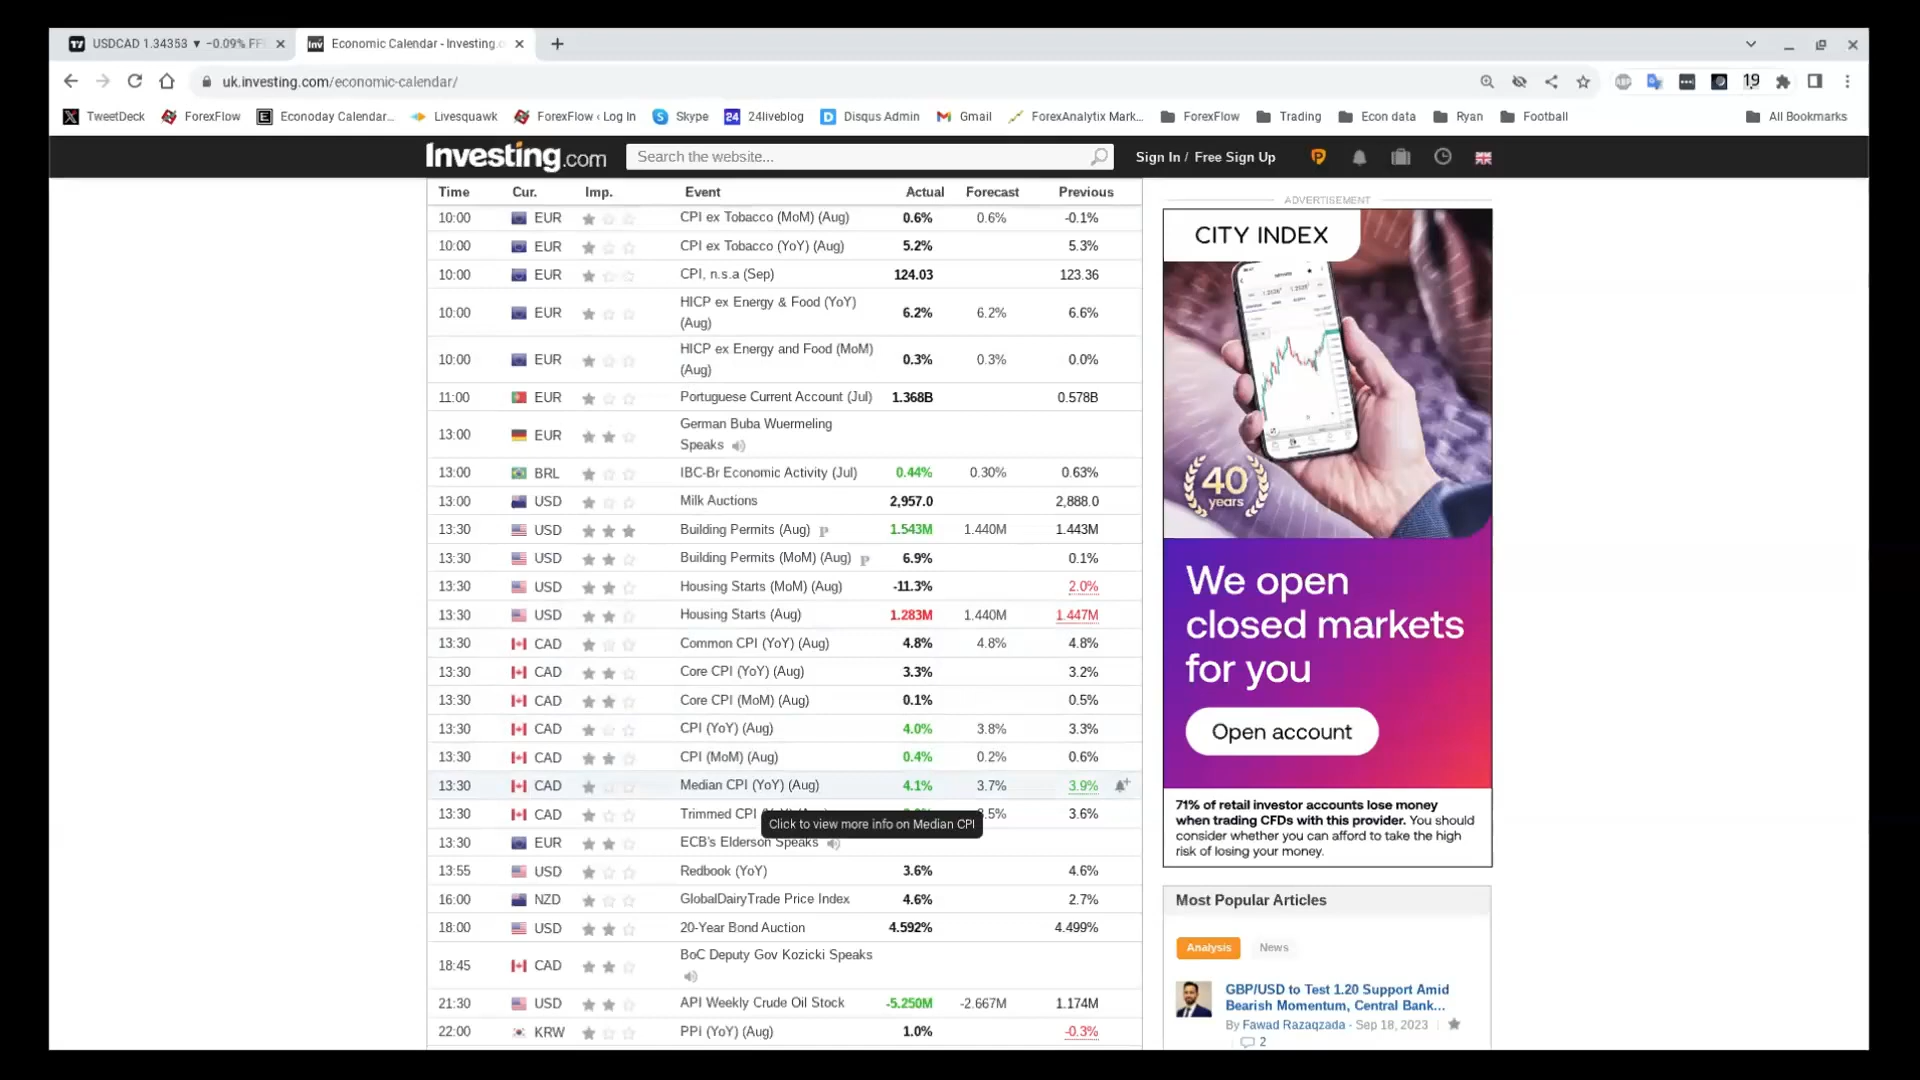 USDCAD 1.34353 ▼ −0.09% FF
Economic Calendar - Investing.c
uk.investing.com/economic-calendar/
19
TweetDeck ForexFlow Econoday Calendar... Livesquawk ForexFlow ‹ Log In Skype 24 24liveblog Disqus Admin Gmail ForexAnalytix Mark... ForexFlow Trading Econ data Ryan Football All Bookmarks
Investing.com Search the website... Sign In / Free Sign Up
Time Cur. Imp. Event Actual Forecast Previous
10:00 EUR CPI ex Tobacco (MoM) (Aug) 0.6% 0.6% -0.1%
10:00 EUR CPI ex Tobacco (YoY) (Aug) 5.2% 5.3%
10:00 EUR CPI, n.s.a (Sep) 124.03 123.36
10:00 EUR HICP ex Energy & Food (YoY) 6.2% 6.2% 6.6%
(Aug)
10:00 EUR HICP ex Energy and Food (MoM) 0.3% 0.3% 0.0%
(Aug)
11:00 EUR Portuguese Current Account (Jul) 1.368B 0.578B
13:00 EUR German Buba Wuermeling
Speaks
13:00 BRL IBC-Br Economic Activity (Jul) 0.44% 0.30% 0.63%
13:00 USD Milk Auctions 2,957.0 2,888.0
13:30 USD Building Permits (Aug) P 1.543M 1.440M 1.443M
13:30 USD Building Permits (MoM) (Aug) P 6.9% 0.1%
13:30 USD Housing Starts (MoM) (Aug) -11.3% 2.0%
13:30 USD Housing Starts (Aug) 1.283M 1.440M 1.447M
13:30 CAD Common CPI (YoY) (Aug) 4.8% 4.8% 4.8%
13:30 CAD Core CPI (YoY) (Aug) 3.3% 3.2%
13:30 CAD Core CPI (MoM) (Aug) 0.1% 0.5%
13:30 CAD CPI (YoY) (Aug) 4.0% 3.8% 3.3%
13:30 CAD CPI (MoM) (Aug) 0.4% 0.2% 0.6%
13:30 CAD Median CPI (YoY) (Aug) 4.1% 3.7% 3.9%
13:30 CAD Trimmed CPI .5% 3.6%
Click to view more info on Median CPI
13:30 EUR ECB's Elderson Speaks
13:55 USD Redbook (YoY) 3.6% 4.6%
16:00 NZD GlobalDairyTrade Price Index 4.6% 2.7%
18:00 USD 20-Year Bond Auction 4.592% 4.499%
18:45 CAD BoC Deputy Gov Kozicki Speaks
21:30 USD API Weekly Crude Oil Stock -5.250M -2.667M 1.174M
22:00 KRW PPI (YoY) (Aug) 1.0% -0.3%
ADVERTISEMENT
CITY INDEX
40
years
We open
closed markets
for you
Open account
71% of retail investor accounts lose money
when trading CFDs with this provider. You should
consider whether you can afford to take the high
risk of losing your money.
Most Popular Articles
Analysis News
GBP/USD to Test 1.20 Support Amid
Bearish Momentum, Central Bank...
By Fawad Razaqzada - Sep 18, 2023
2